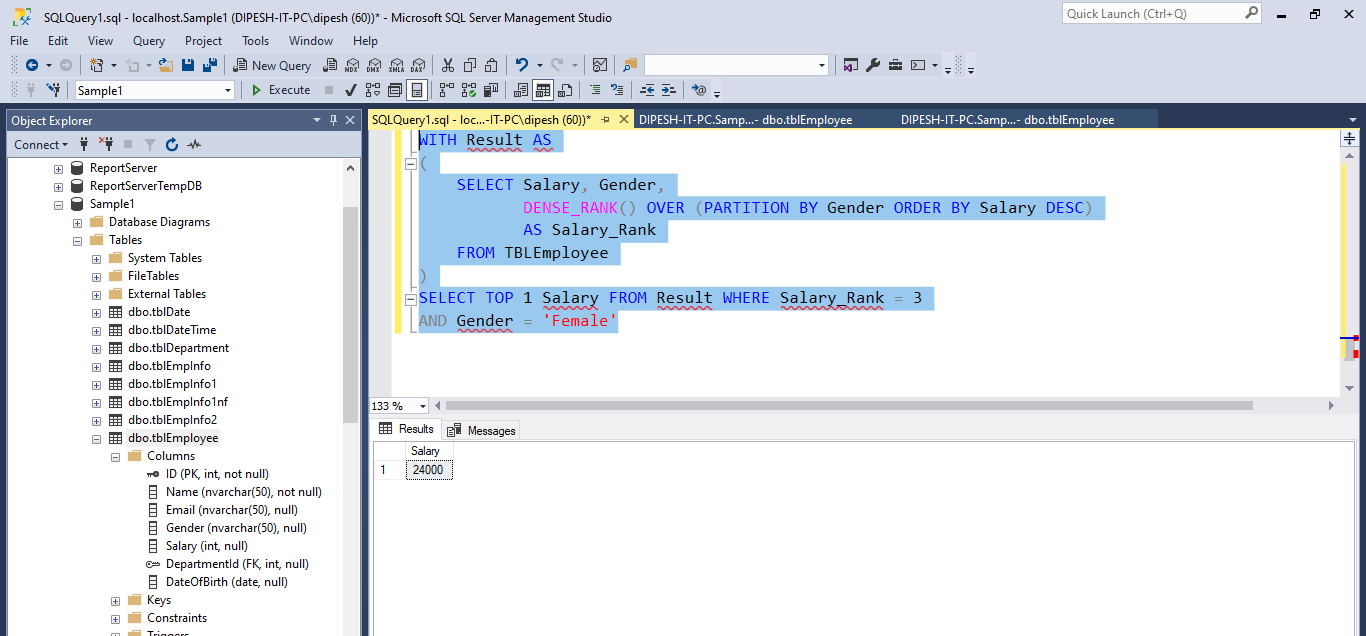 SQLQuery1.sql - localhost.Sample1 (DIPESH-IT-PC\dipesh (60))* - Microsoft SQL Server Management Studio
Quick Launch (Ctrl+Q)
File Edit View Query Project Tools Window Help
New Query
MDX DMX XMLA DAX
Sample1
Execute
Object Explorer
SQLQuery1.sql - loc...-IT-PC\dipesh (60))*
DIPESH-IT-PC.Samp...- dbo.tblEmployee
DIPESH-IT-PC.Samp...- dbo.tblEmployee
Connect
ReportServer
ReportServerTempDB
Sample1
Database Diagrams
Tables
System Tables
FileTables
External Tables
dbo.tblDate
dbo.tblDateTime
dbo.tblDepartment
dbo.tblEmpInfo
dbo.tblEmpInfo1
dbo.tblEmpInfo1nf
dbo.tblEmpInfo2
dbo.tblEmployee
Columns
ID (PK, int, not null)
Name (nvarchar(50), not null)
Email (nvarchar(50), null)
Gender (nvarchar(50), null)
Salary (int, null)
DepartmentId (FK, int, null)
DateOfBirth (date, null)
Keys
Constraints
Triggers
WITH Result AS
(
SELECT Salary, Gender,
DENSE_RANK() OVER (PARTITION BY Gender ORDER BY Salary DESC)
AS Salary_Rank
FROM TBLEmployee
)
SELECT TOP 1 Salary FROM Result WHERE Salary_Rank = 3
AND Gender = 'Female'
133 %
Results Messages
Salary
1 24000